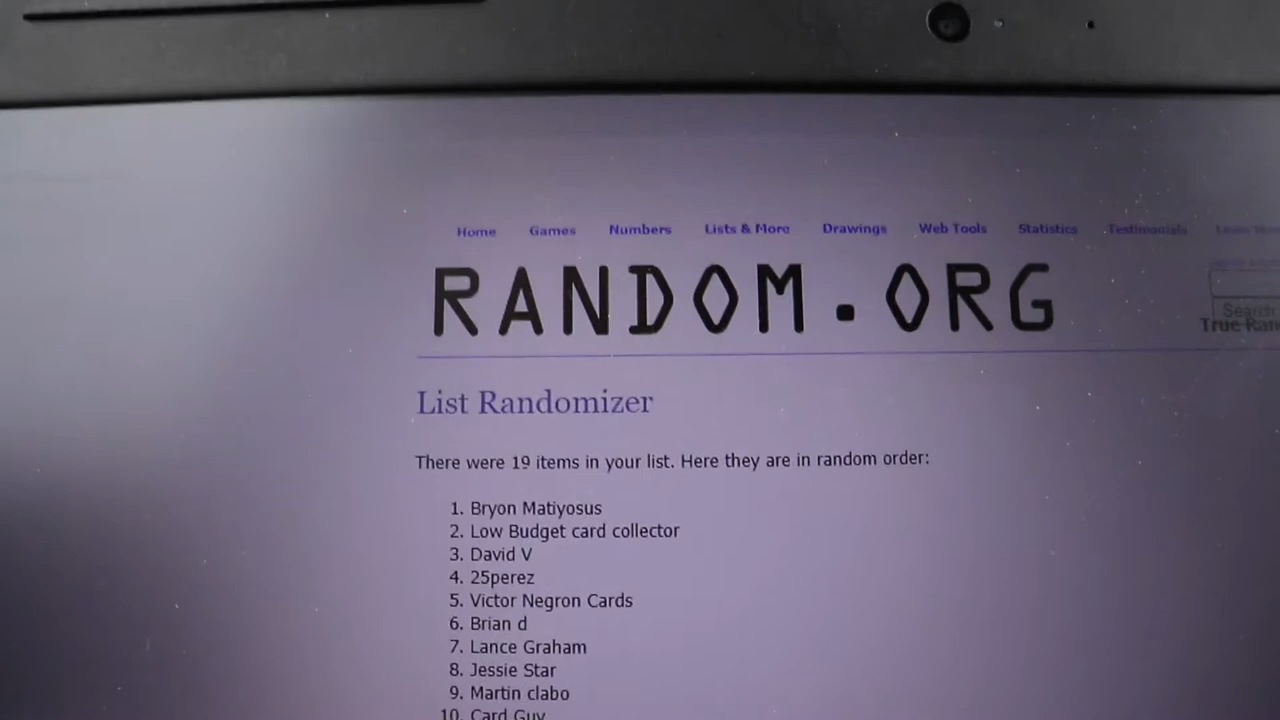 Home Games Numbers Lists & More Drawings Web Tools Statistics Testimonials
RANDOM.ORG
Search
True Ran
List Randomizer
There were 19 items in your list. Here they are in random order:
1. Bryon Matiyosus
2. Low Budget card collector
3. David V
4. 25perez
5. Victor Negron Cards
6. Brian d
7. Lance Graham
8. Jessie Star
9. Martin clabo
10. Card Guy